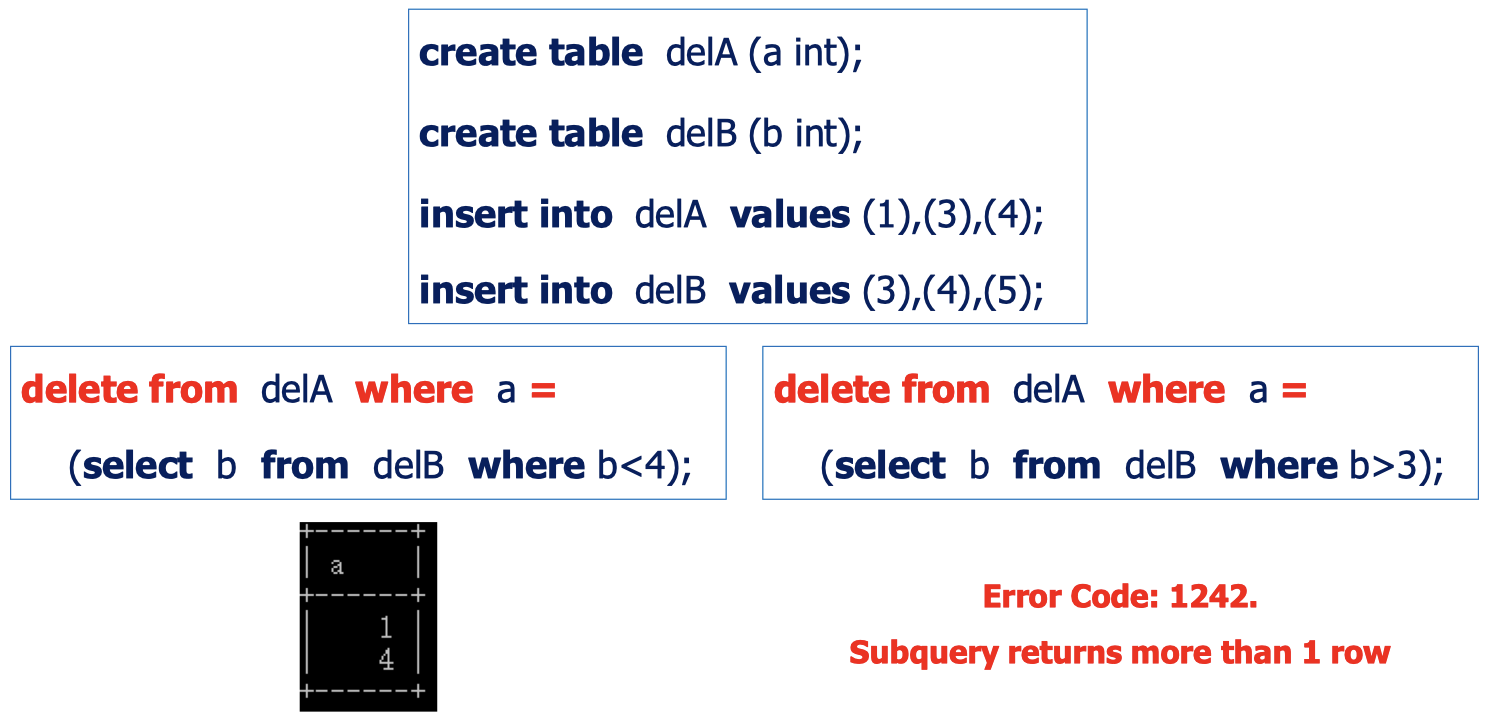 create table delA (a int);
create table delB (b int);
insert into delA values (1),(3),(4);
insert into delB values (3),(4),(5);
delete from delA where a =
(select b from delB where b<4);
delete from delA where a =
(select b from delB where b>3);
+--------+
| a |
+--------+
| 1 |
| 4 |
+--------+
Error Code: 1242.
Subquery returns more than 1 row